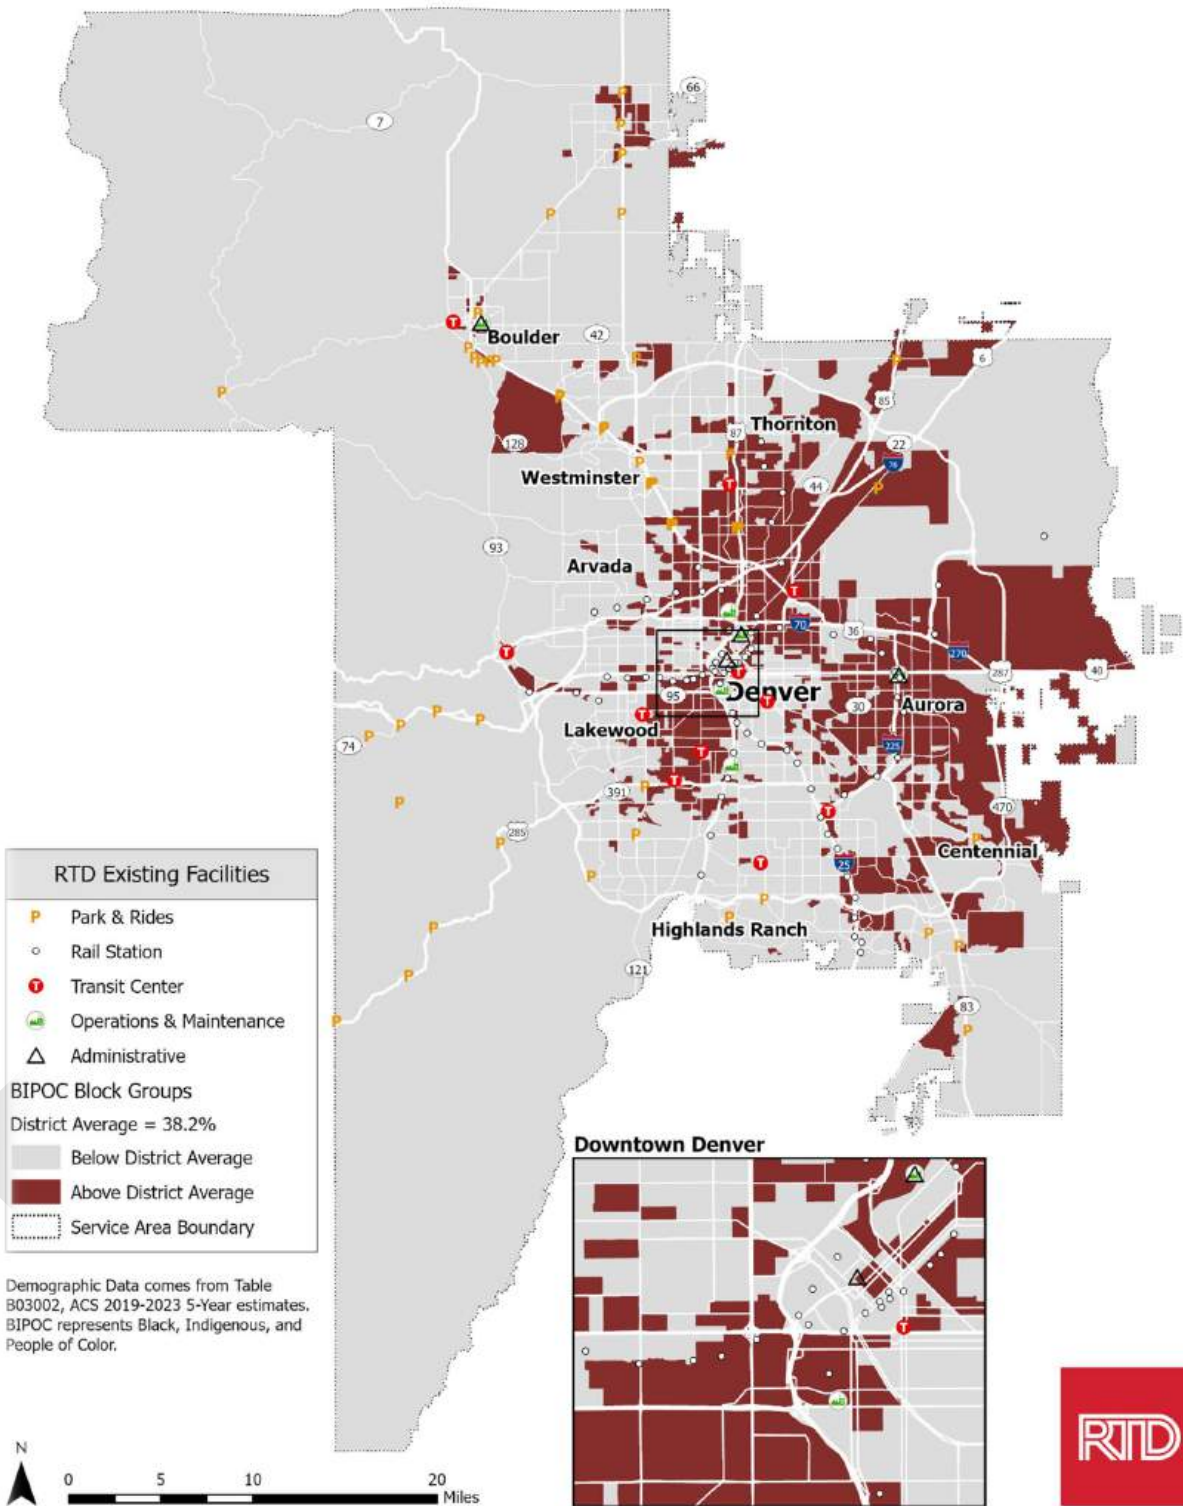 66
7
Boulder
42
6
85
Thornton
87
22
128
76
Westminster
44
93
Arvada
70
36
270
287
40
95
Denver
30
Aurora
Lakewood
74
225
391
470
285
Centennial
25
Highlands Ranch
121
83
RTD Existing Facilities
P Park & Rides
Rail Station
T Transit Center
Operations & Maintenance
Administrative
BIPOC Block Groups
District Average = 38.2%
Below District Average
Above District Average
Service Area Boundary
Demographic Data comes from Table
B03002, ACS 2019-2023 5-Year estimates.
BIPOC represents Black, Indigenous, and
People of Color.
Downtown Denver
N
0 5 10 20
Miles
RTD